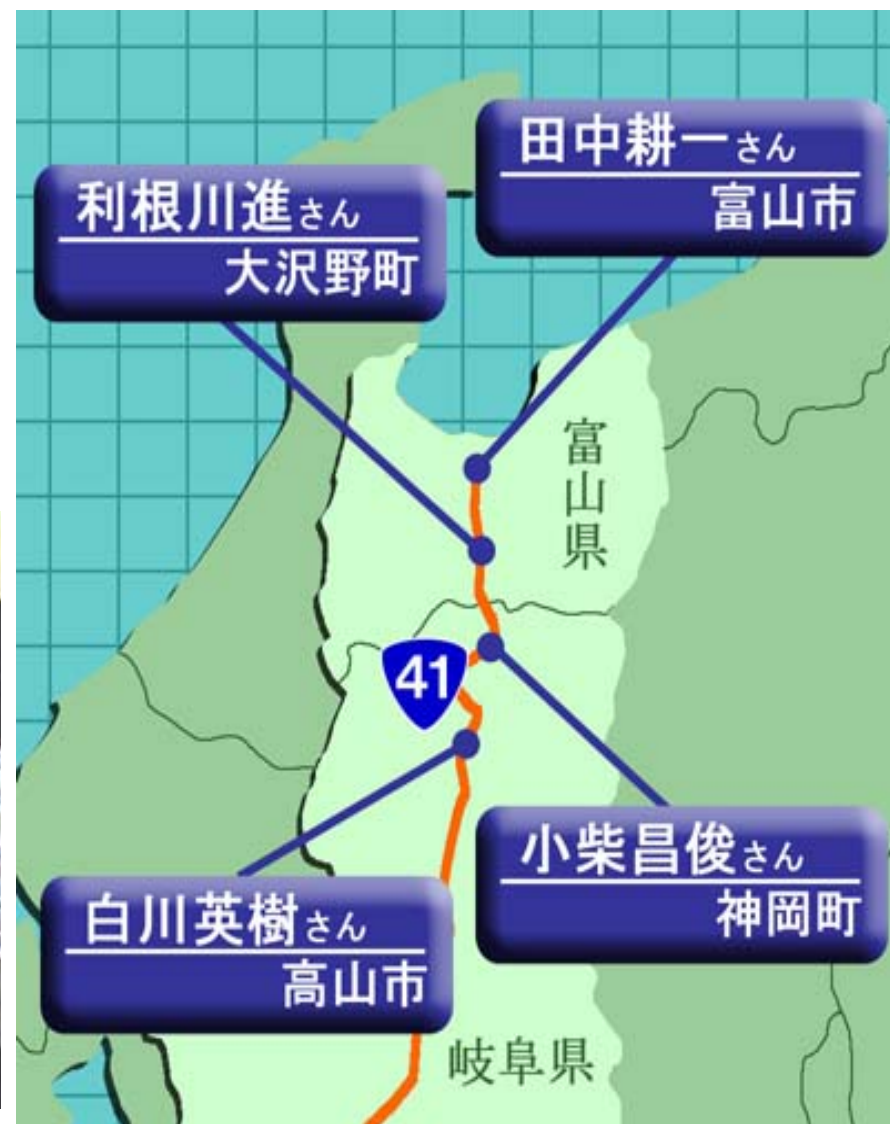 田中耕一さん
富山市
利根川進さん
大沢野町
富山県
41
小柴昌俊さん
神岡町
白川英樹さん
高山市
岐阜県